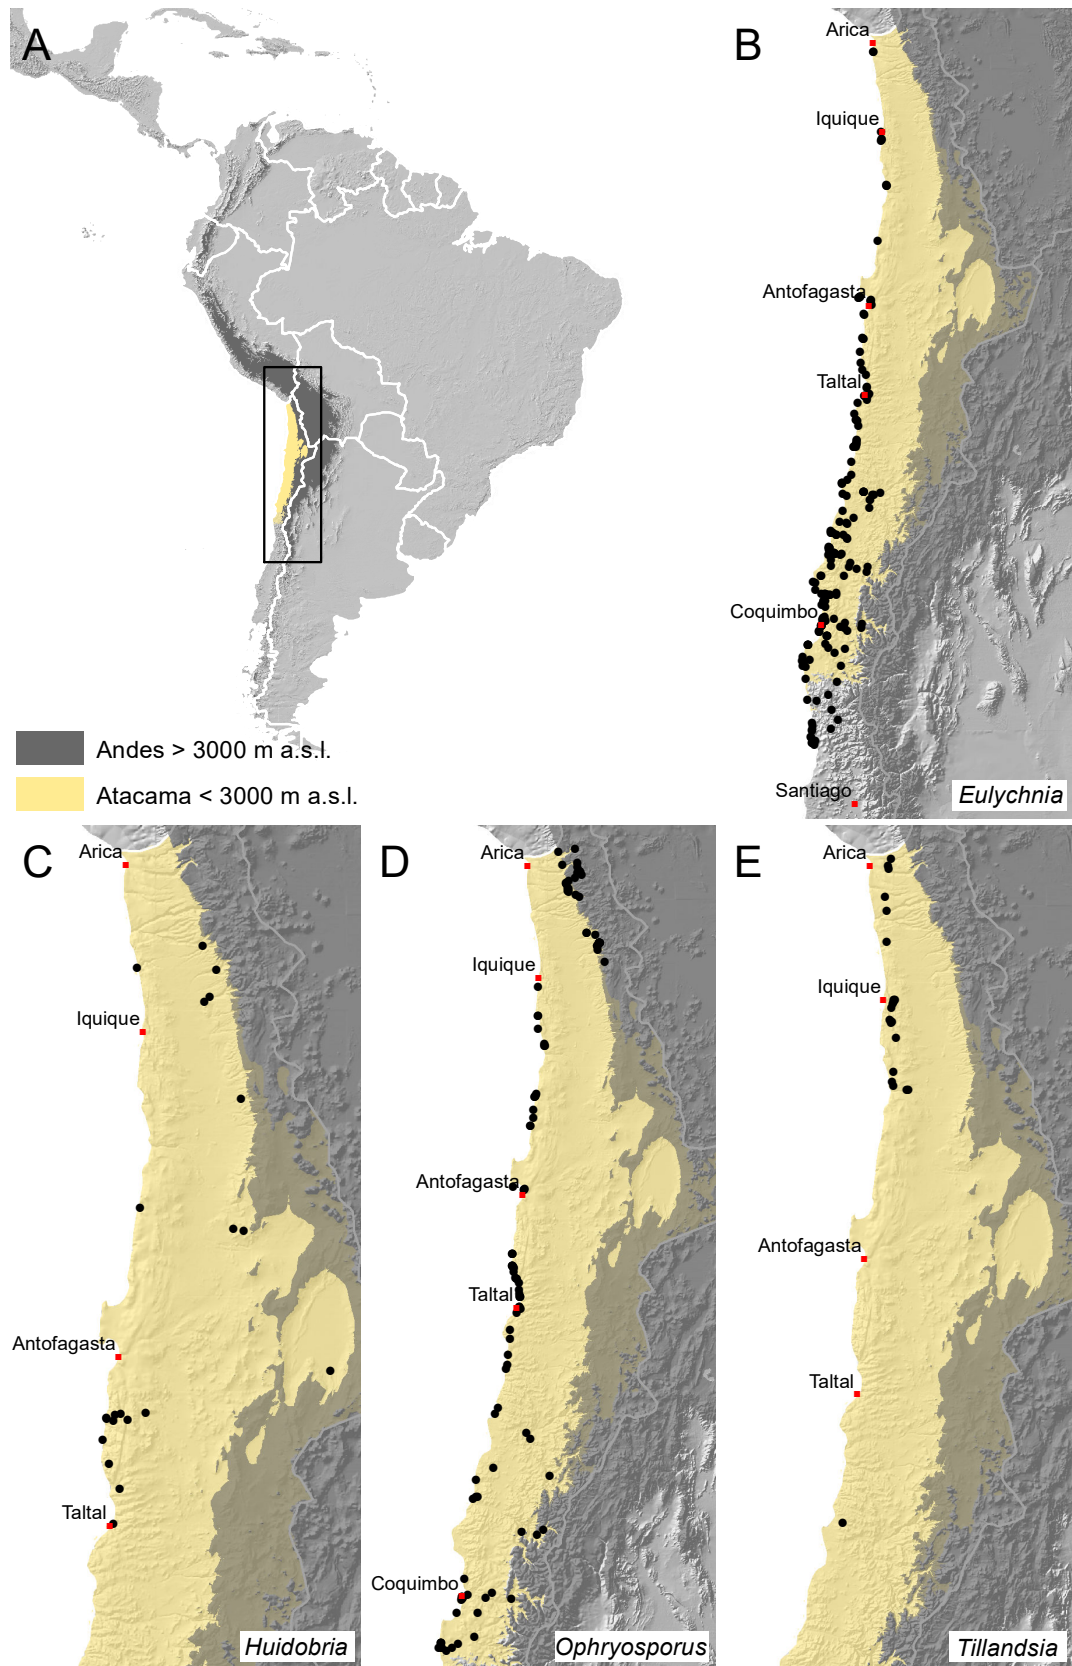 A
Andes > 3000 m a.s.l.
Atacama < 3000 m a.s.l.
B
Arica
Iquique
Antofagasta
Taltal
Coquimbo
Santiago
Eulychnia
C
Arica
Iquique
Antofagasta
Taltal
Huidobria
D
Arica
Iquique
Antofagasta
Taltal
Coquimbo
Ophryosporus
E
Arica
Iquique
Antofagasta
Taltal
Tillandsia